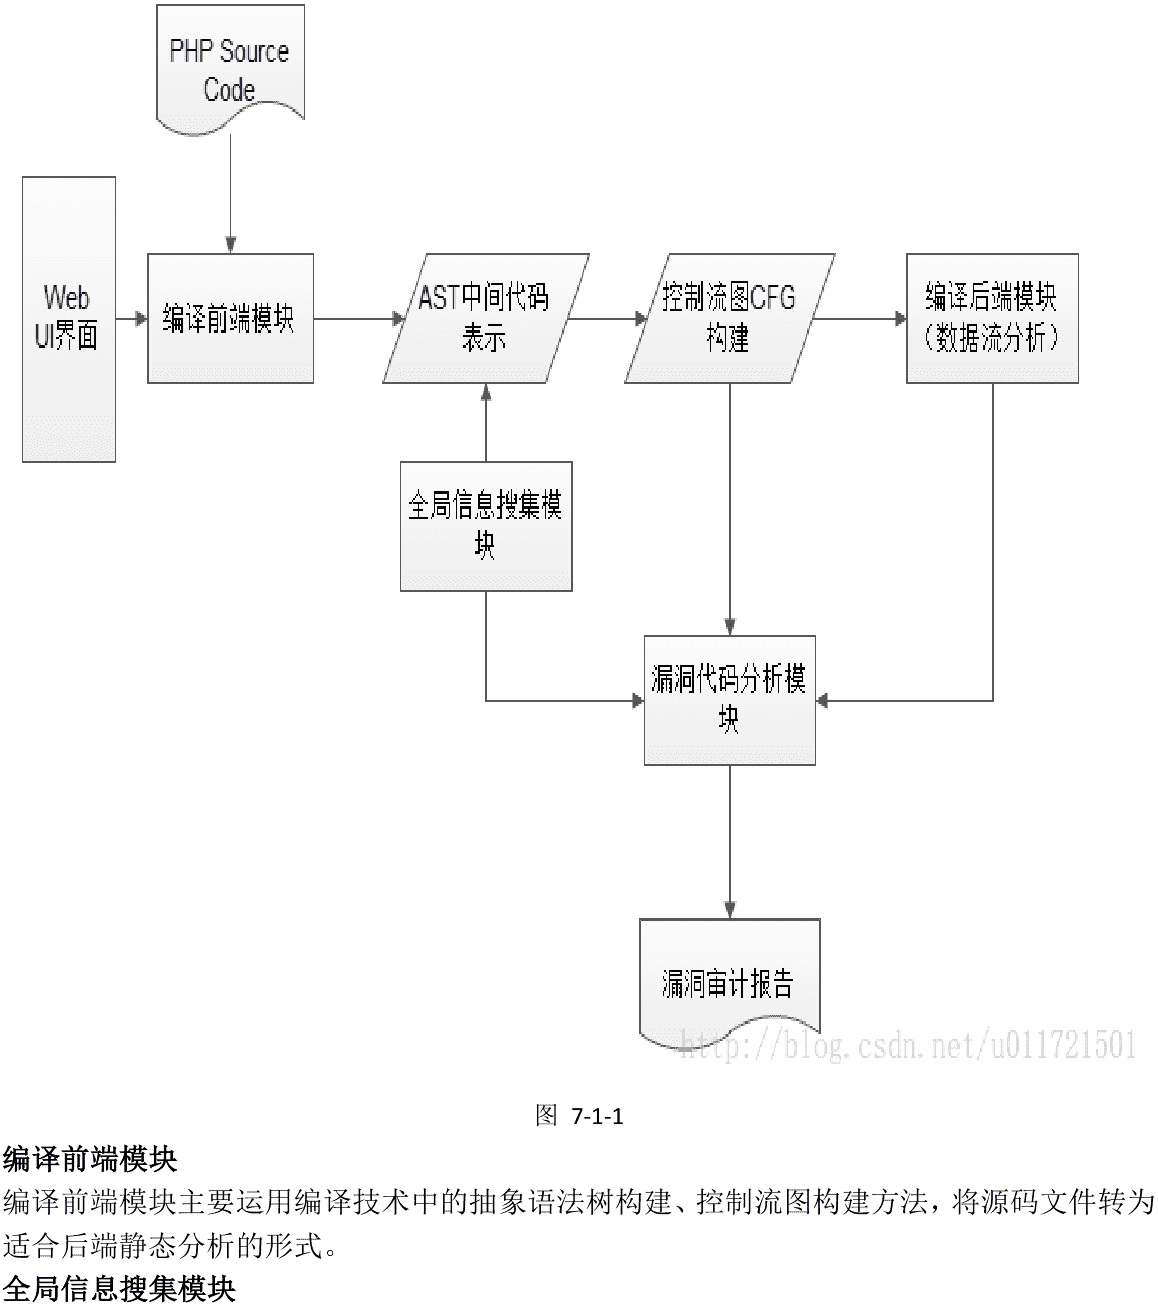 PHP Source
Code
Web
UI界面
编译前端模块
AST中间代码
表示
控制流图CFG
构建
编译后端模块
（数据流分析）
全局信息搜集模
块
漏洞代码分析模
块
漏洞审计报告
http://blog.csdn.net/u011721501
图 7-1-1
编译前端模块
编译前端模块主要运用编译技术中的抽象语法树构建、控制流图构建方法，将源码文件转为
适合后端静态分析的形式。
全局信息搜集模块